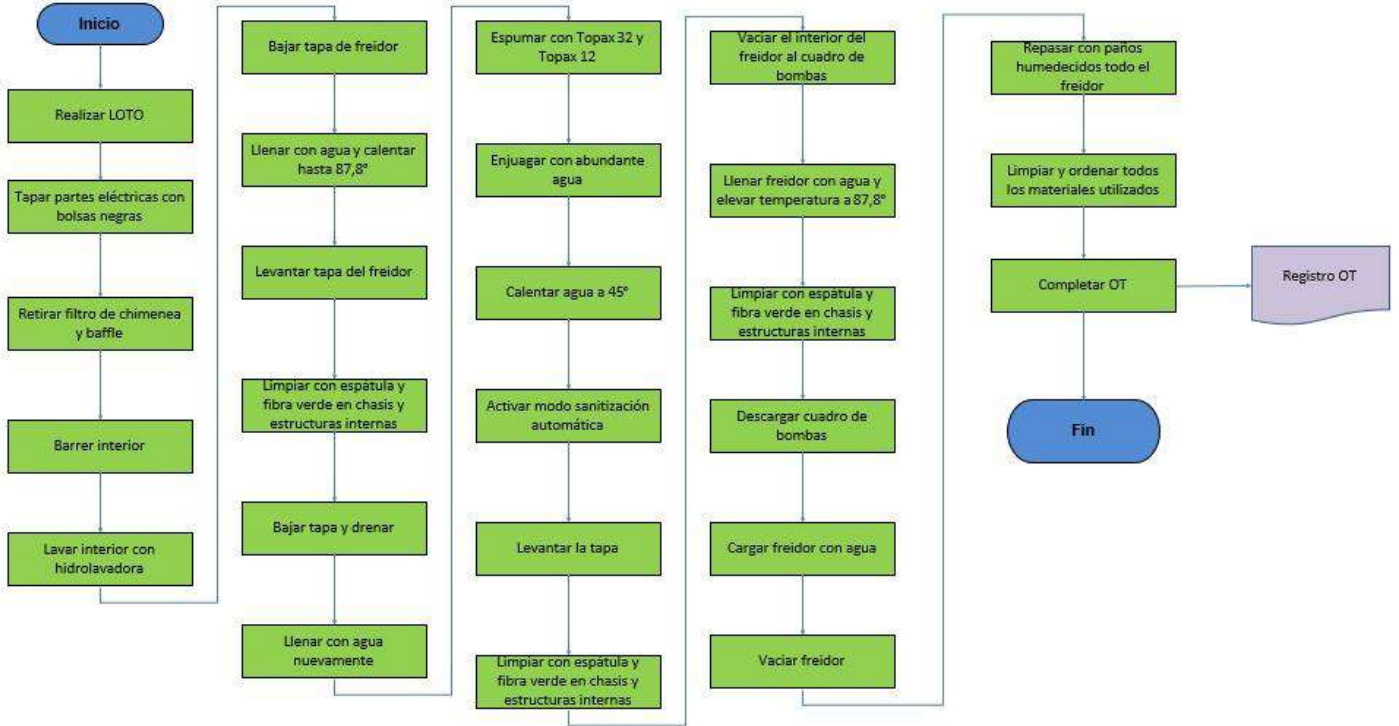 Inicio
Realizar LOTO
Tapar partes eléctricas con
bolsas negras
Retirar filtro de chimenea
y baffle
Barrer interior
Lavar interior con
hidrolavadora
Bajar tapa de freidor
Llenar con agua y calentar
hasta 87,8°
Levantar tapa del freidor
Limpiar con espátula y
fibra verde en chasis y
estructuras internas
Bajar tapa y drenar
Llenar con agua
nuevamente
Espumar con Topax 32 y
Topax 12
Enjuagar con abundante
agua
Calentar agua a 45°
Activar modo sanitización
automática
Levantar la tapa
Limpiar con espátula y
fibra verde en chasis y
estructuras internas
Vaciar el interior del
freidor al cuadro de
bombas
Llenar freidor con agua y
elevar temperatura a 87,8°
Limpiar con espátula y
fibra verde en chasis y
estructuras internas
Descargar cuadro de
bombas
Cargar freidor con agua
Vaciar freidor
Repasar con paños
humedecidos todo el
freidor
Limpiar y ordenar todos
los materiales utilizados
Completar OT
Registro OT
Fin